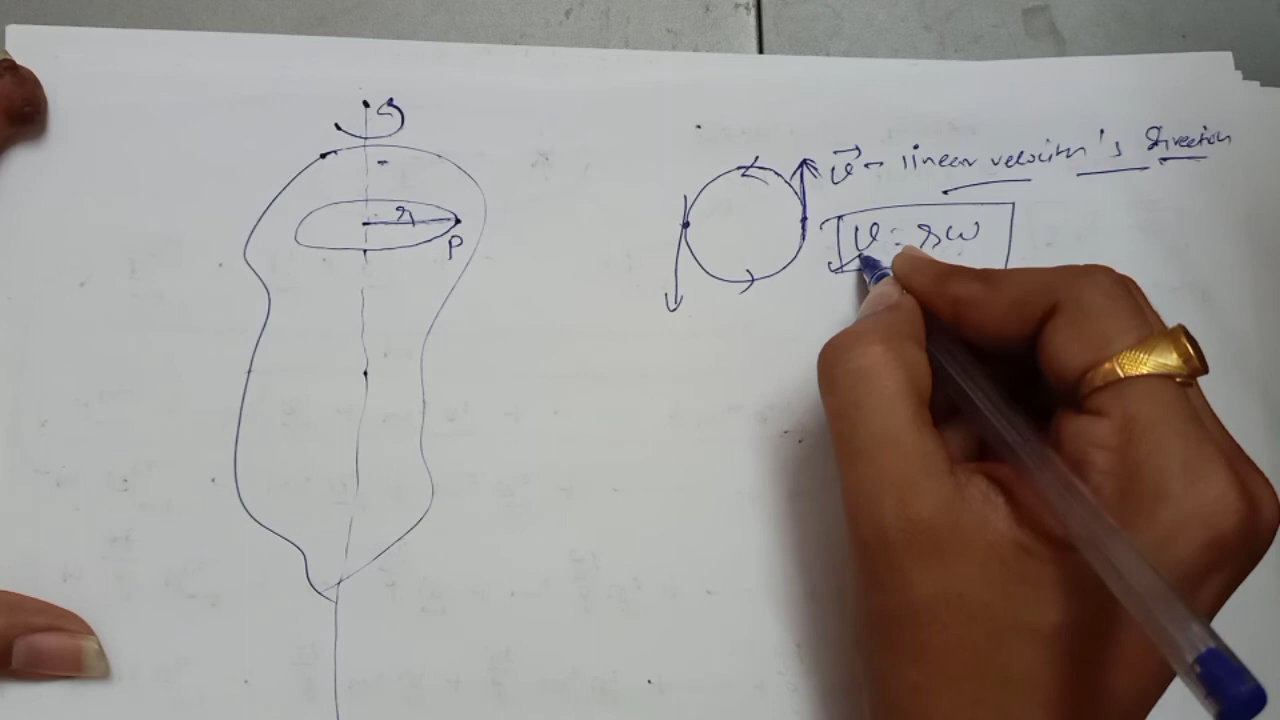 r
P
v⃗ - linear velocity's direction
v = rω